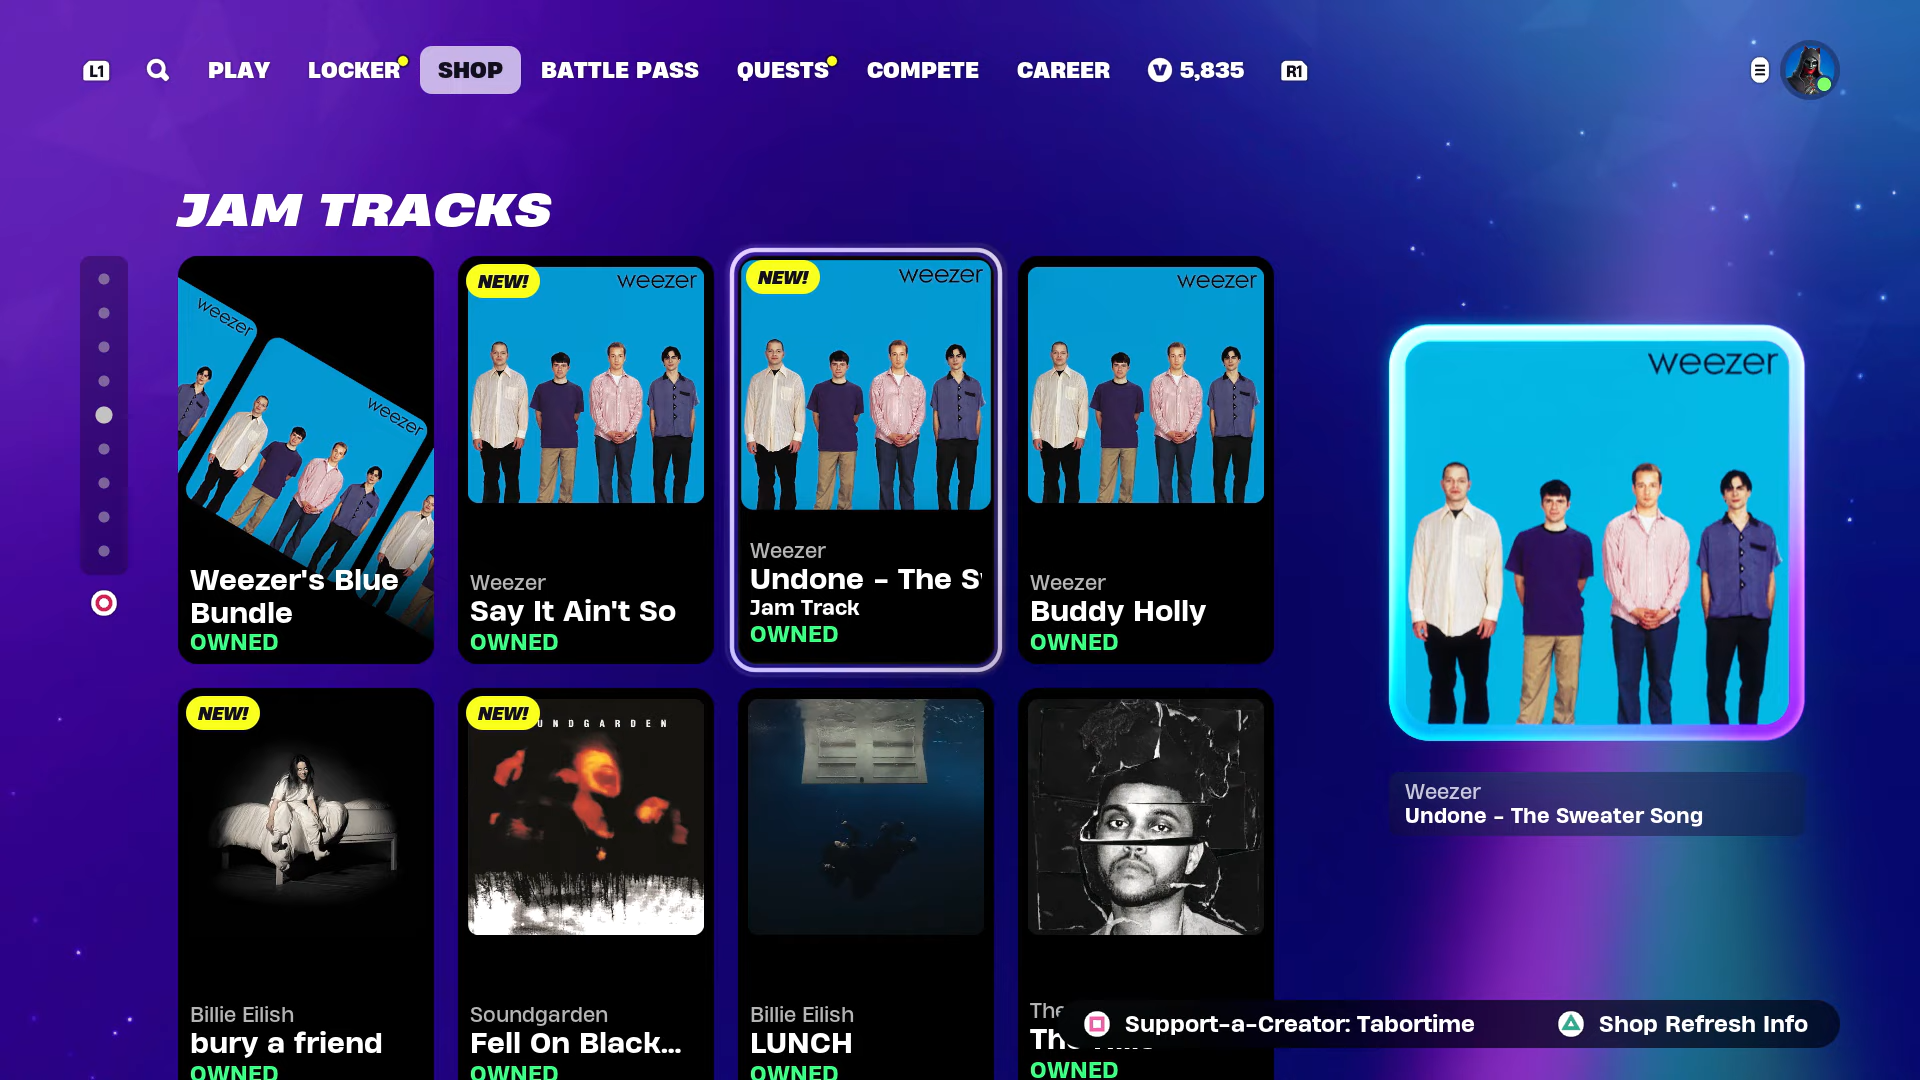 L1 PLAY LOCKER SHOP BATTLE PASS QUESTS COMPETE CAREER V 5,835 R1
JAM TRACKS
weezer
weezer
Weezer's Blue
Bundle
OWNED
NEW!
weezer
Weezer
Say It Ain't So
OWNED
NEW!
weezer
Weezer
Undone - The S
Jam Track
OWNED
weezer
Weezer
Buddy Holly
OWNED
weezer
Weezer
Undone - The Sweater Song
NEW!
Billie Eilish
bury a friend
OWNED
NEW!
UNDGARDEN
Soundgarden
Fell On Black...
OWNED
Billie Eilish
LUNCH
OWNED
The
OWNED
Support-a-Creator: Tabortime
Shop Refresh Info